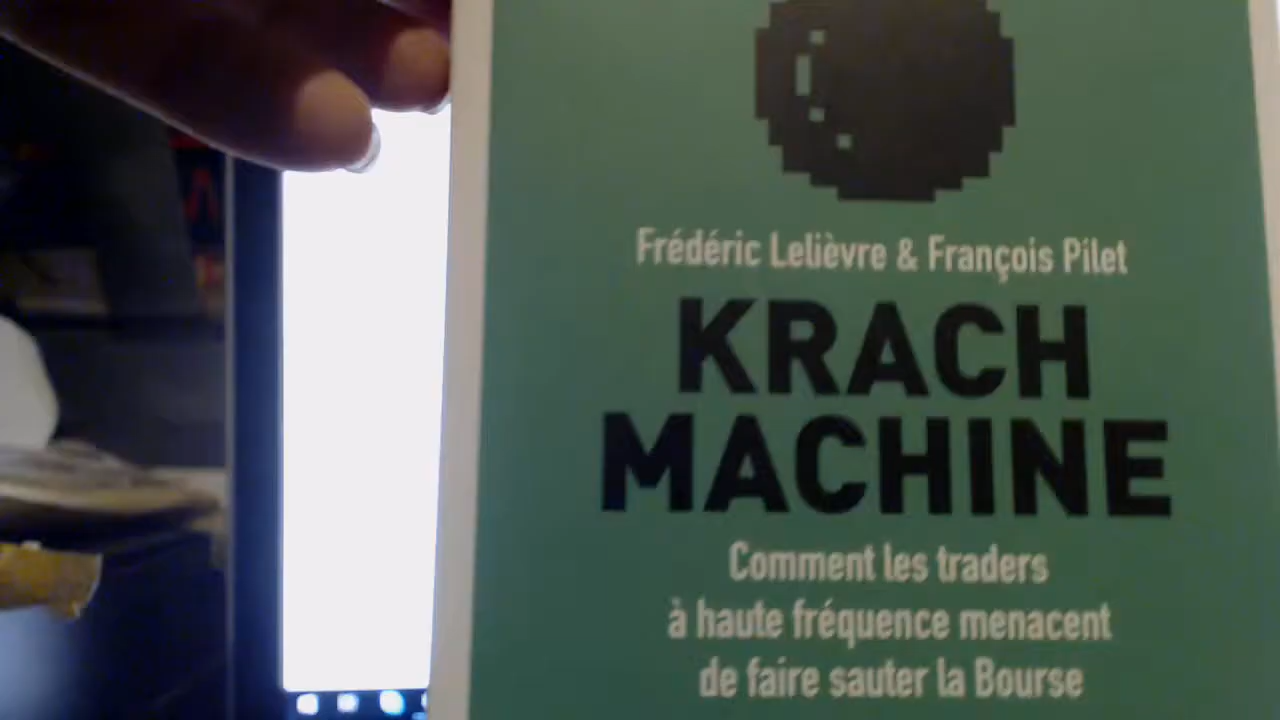 Frédéric Lelièvre & François Pilet
KRACH
MACHINE
Comment les traders
à haute fréquence menacent
de faire sauter la Bourse